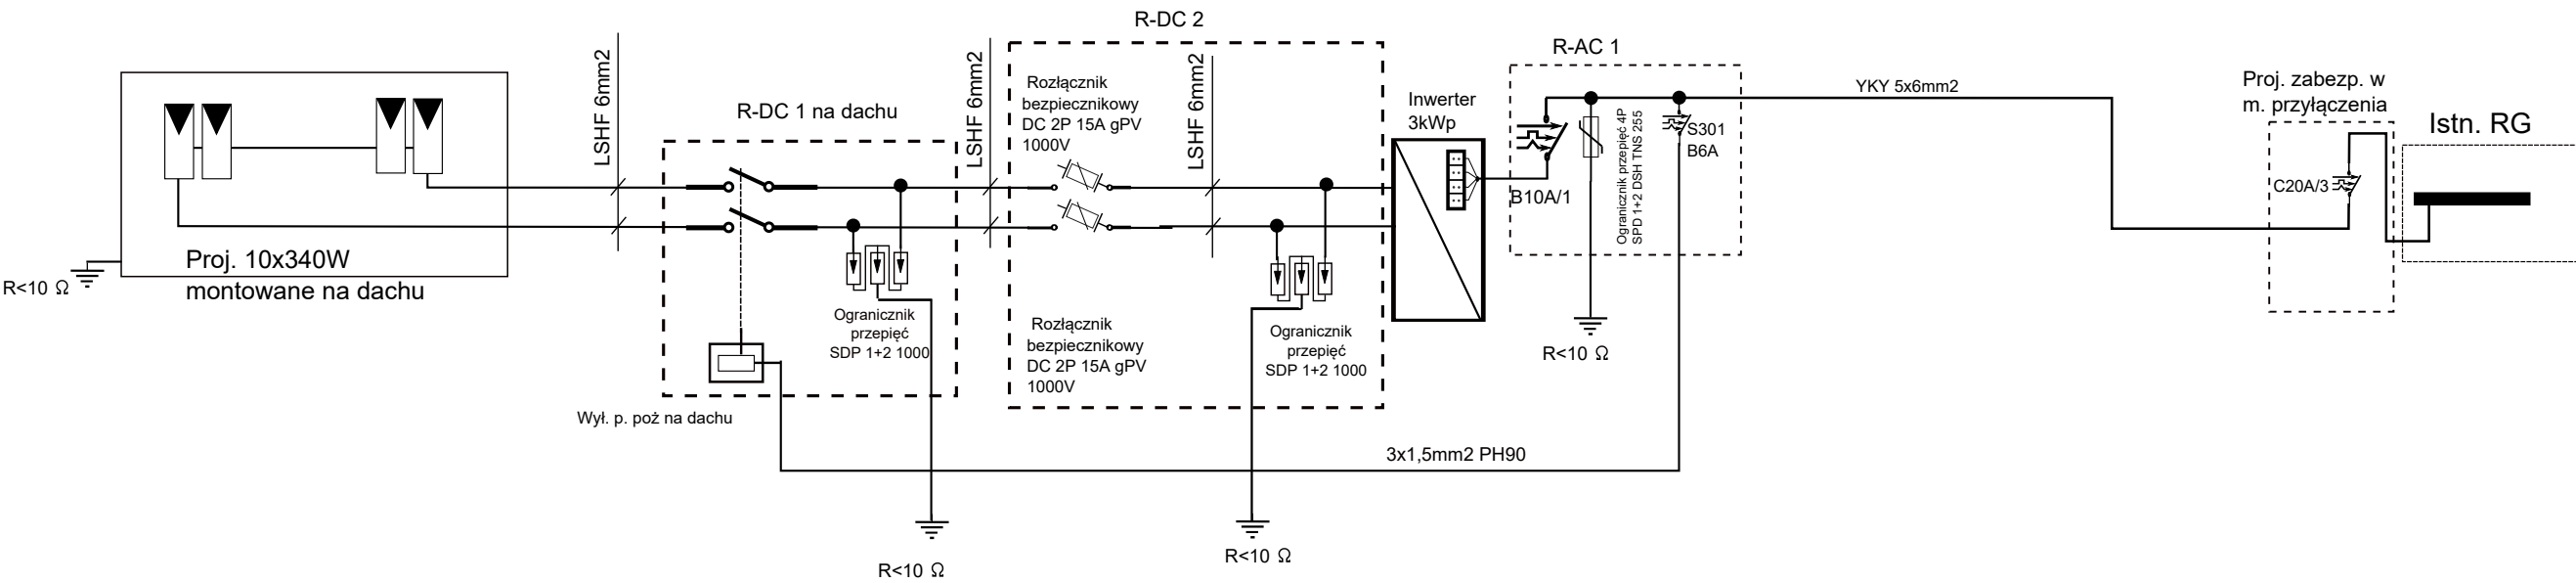 R-DC 2
R-AC 1
LSHF 6mm2
R-DC 1 na dachu
LSHF 6mm2
Rozłącznik
bezpiecznikowy
DC 2P 15A gPV
1000V
LSHF 6mm2
Inwerter
3kWp
B10A/1
Ogranicznik przepięć 4P
SPD 1+2 DSH TNS 255
S301
B6A
YKY 5x6mm2
Proj. zabezp. w
m. przyłączenia
C20A/3
Istn. RG
Proj. 10x340W
montowane na dachu
R<10 Ω
Ogranicznik
przepięć
SDP 1+2 1000
Rozłącznik
bezpiecznikowy
DC 2P 15A gPV
1000V
Ogranicznik
przepięć
SDP 1+2 1000
R<10 Ω
Wył. p. poż na dachu
3x1,5mm2 PH90
R<10 Ω
R<10 Ω